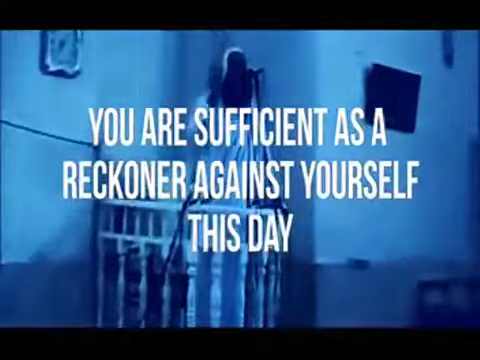 YOU ARE SUFFICIENT AS A
RECKONER AGAINST YOURSELF
THIS DAY